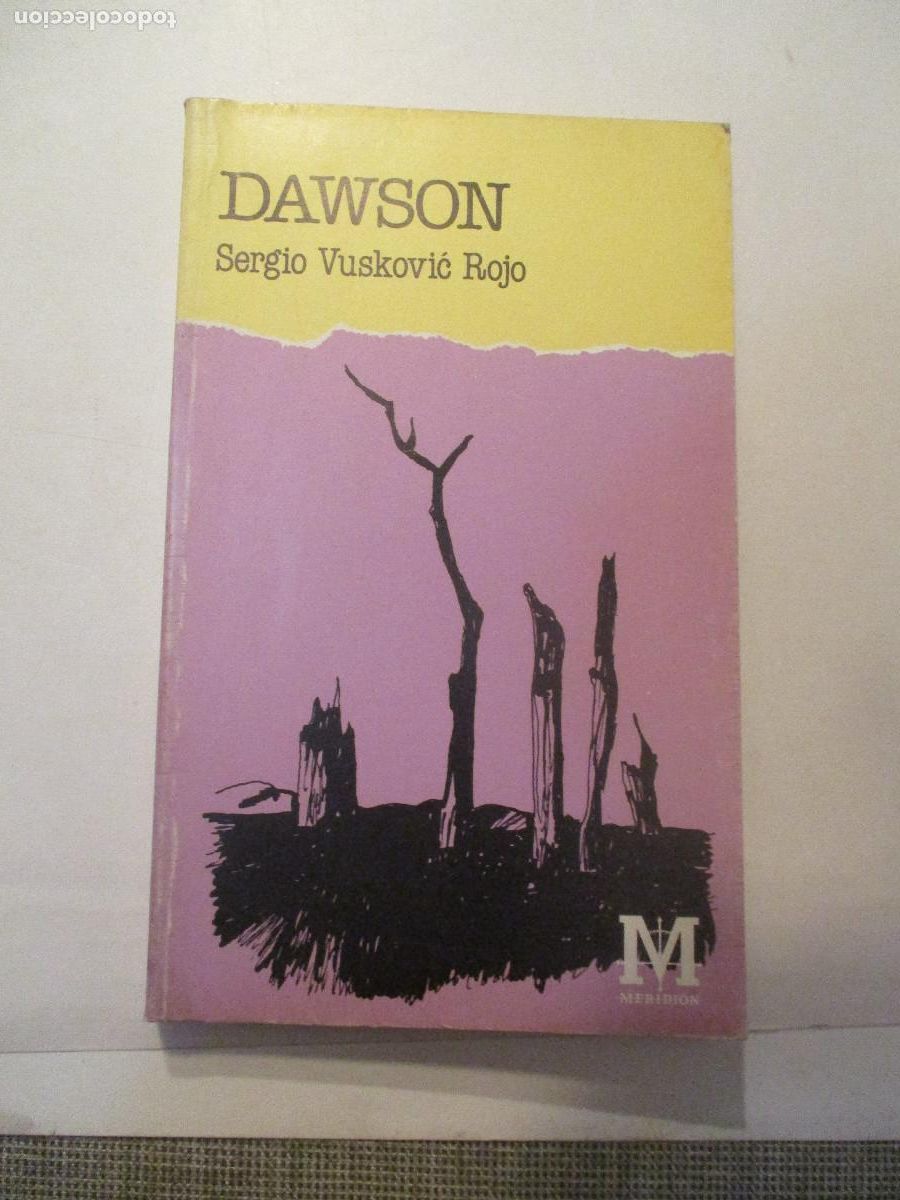 todocoleccion
DAWSON
Sergio Vusković Rojo
M
MERIDION